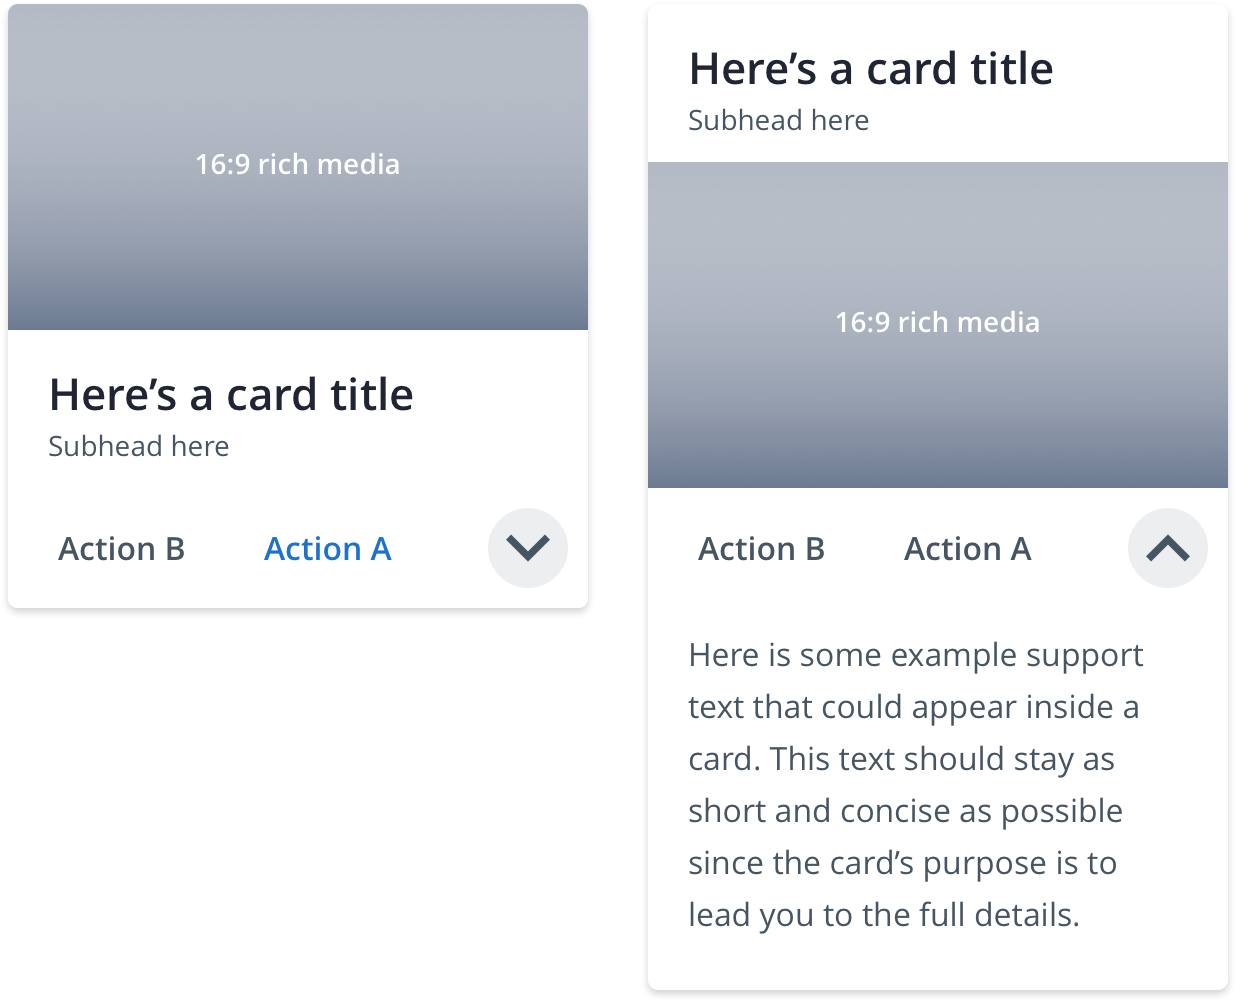 16:9 rich media
Here’s a card title
Subhead here
Action B
Action A
Here’s a card title
Subhead here
16:9 rich media
Action B
Action A
Here is some example support
text that could appear inside a
card. This text should stay as
short and concise as possible
since the card’s purpose is to
lead you to the full details.